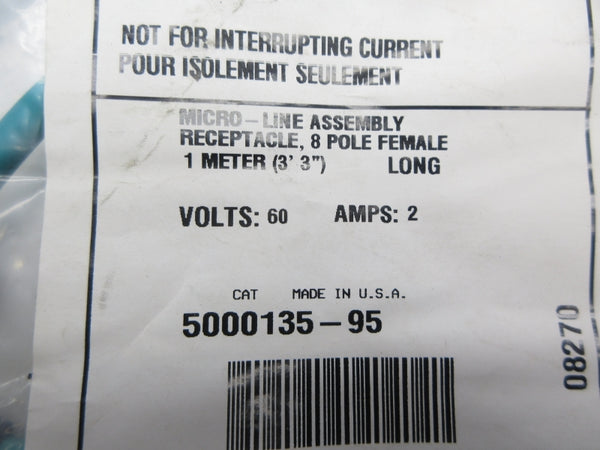 NOT FOR INTERRUPTING CURRENT
POUR ISOLEMENT SEULEMENT
MICRO-LINE ASSEMBLY
RECEPTACLE, 8 POLE FEMALE
1 METER (3' 3") LONG
VOLTS: 60 AMPS: 2
CAT MADE IN U.S.A.
5000135-95
08270